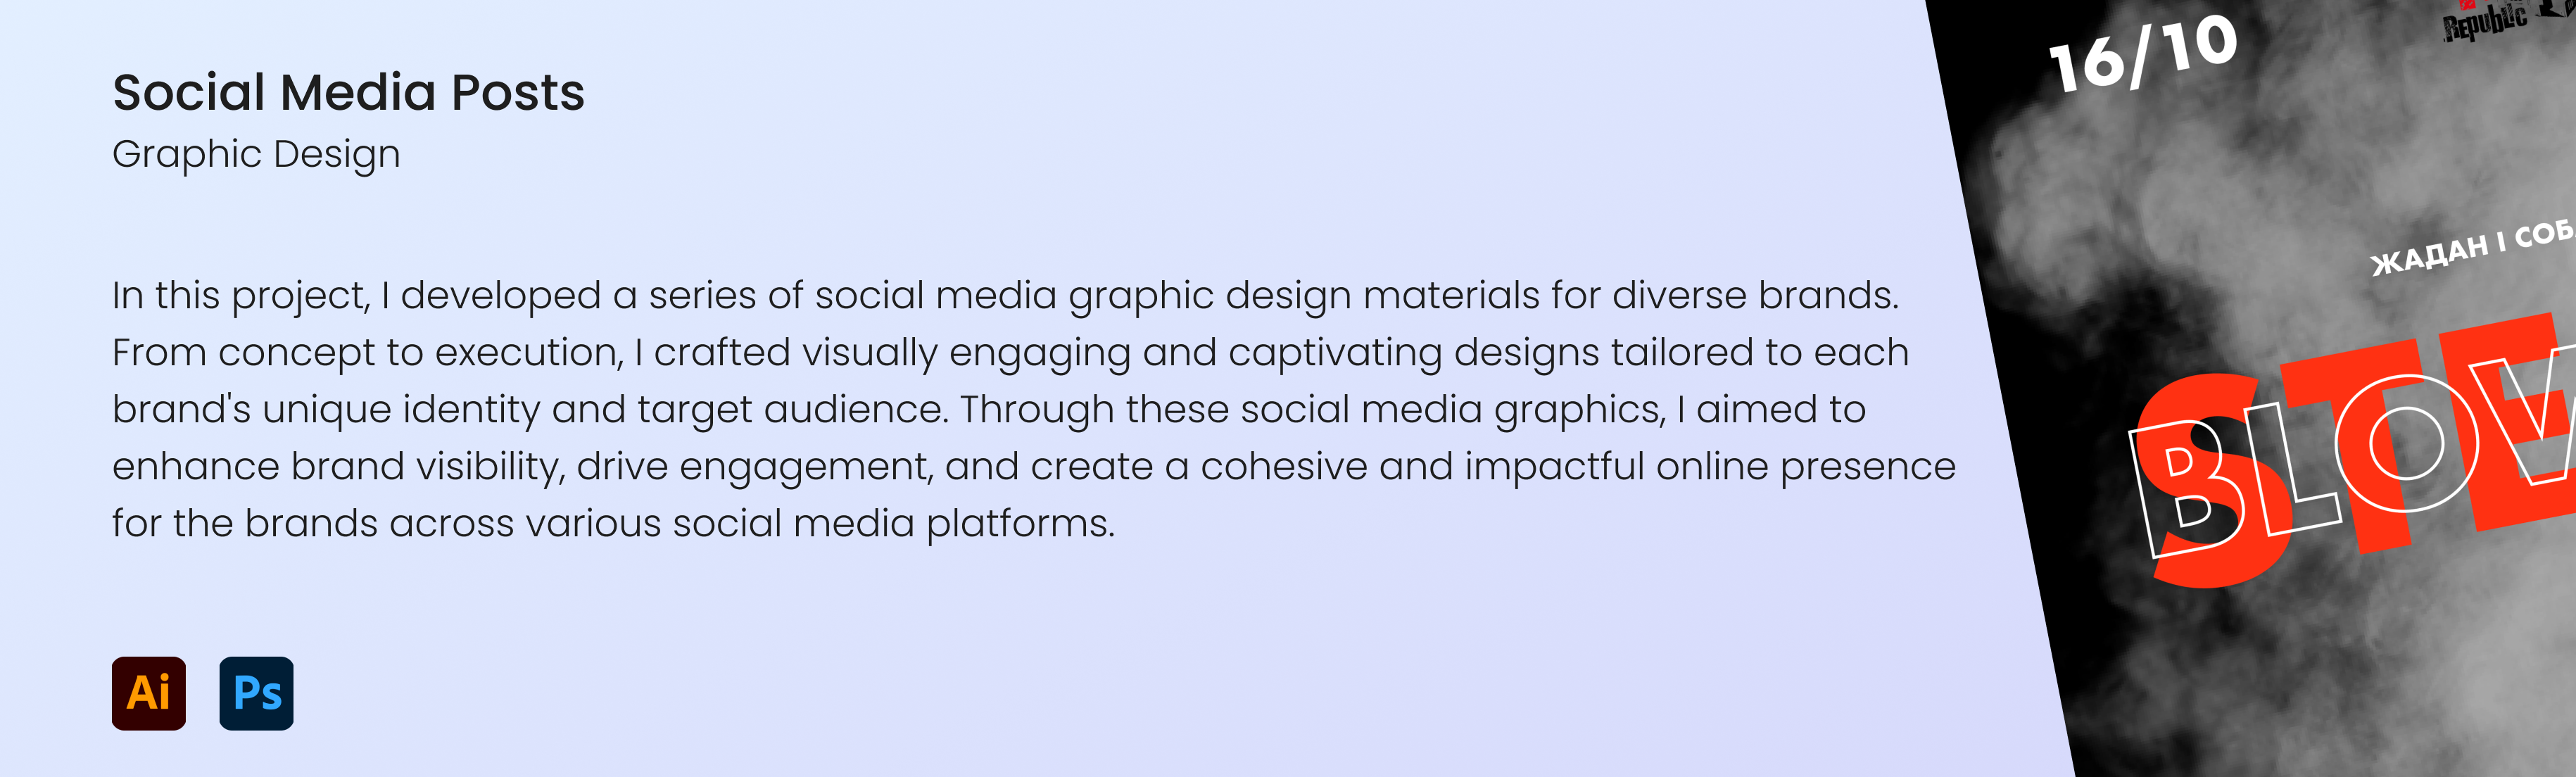 Social Media Posts
Graphic Design
In this project, I developed a series of social media graphic design materials for diverse brands.
From concept to execution, I crafted visually engaging and captivating designs tailored to each
brand's unique identity and target audience. Through these social media graphics, I aimed to
enhance brand visibility, drive engagement, and create a cohesive and impactful online presence
for the brands across various social media platforms.
Ai Ps
16/10
Republic
ЖАДАН І СОБ
STE
BLOV